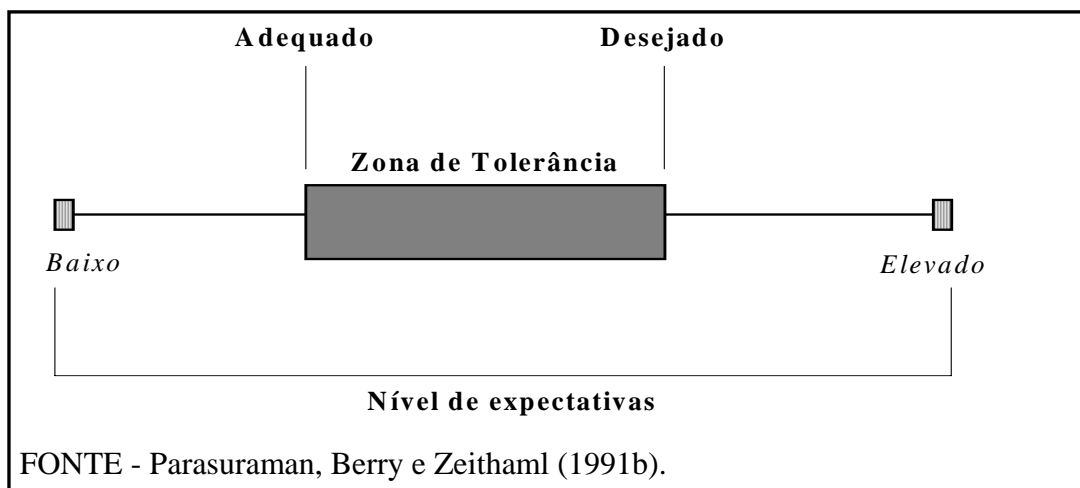 Adequado Desejado
Zona de Tolerância
Baixo Elevado
Nível de expectativas
FONTE - Parasuraman, Berry e Zeithaml (1991b).